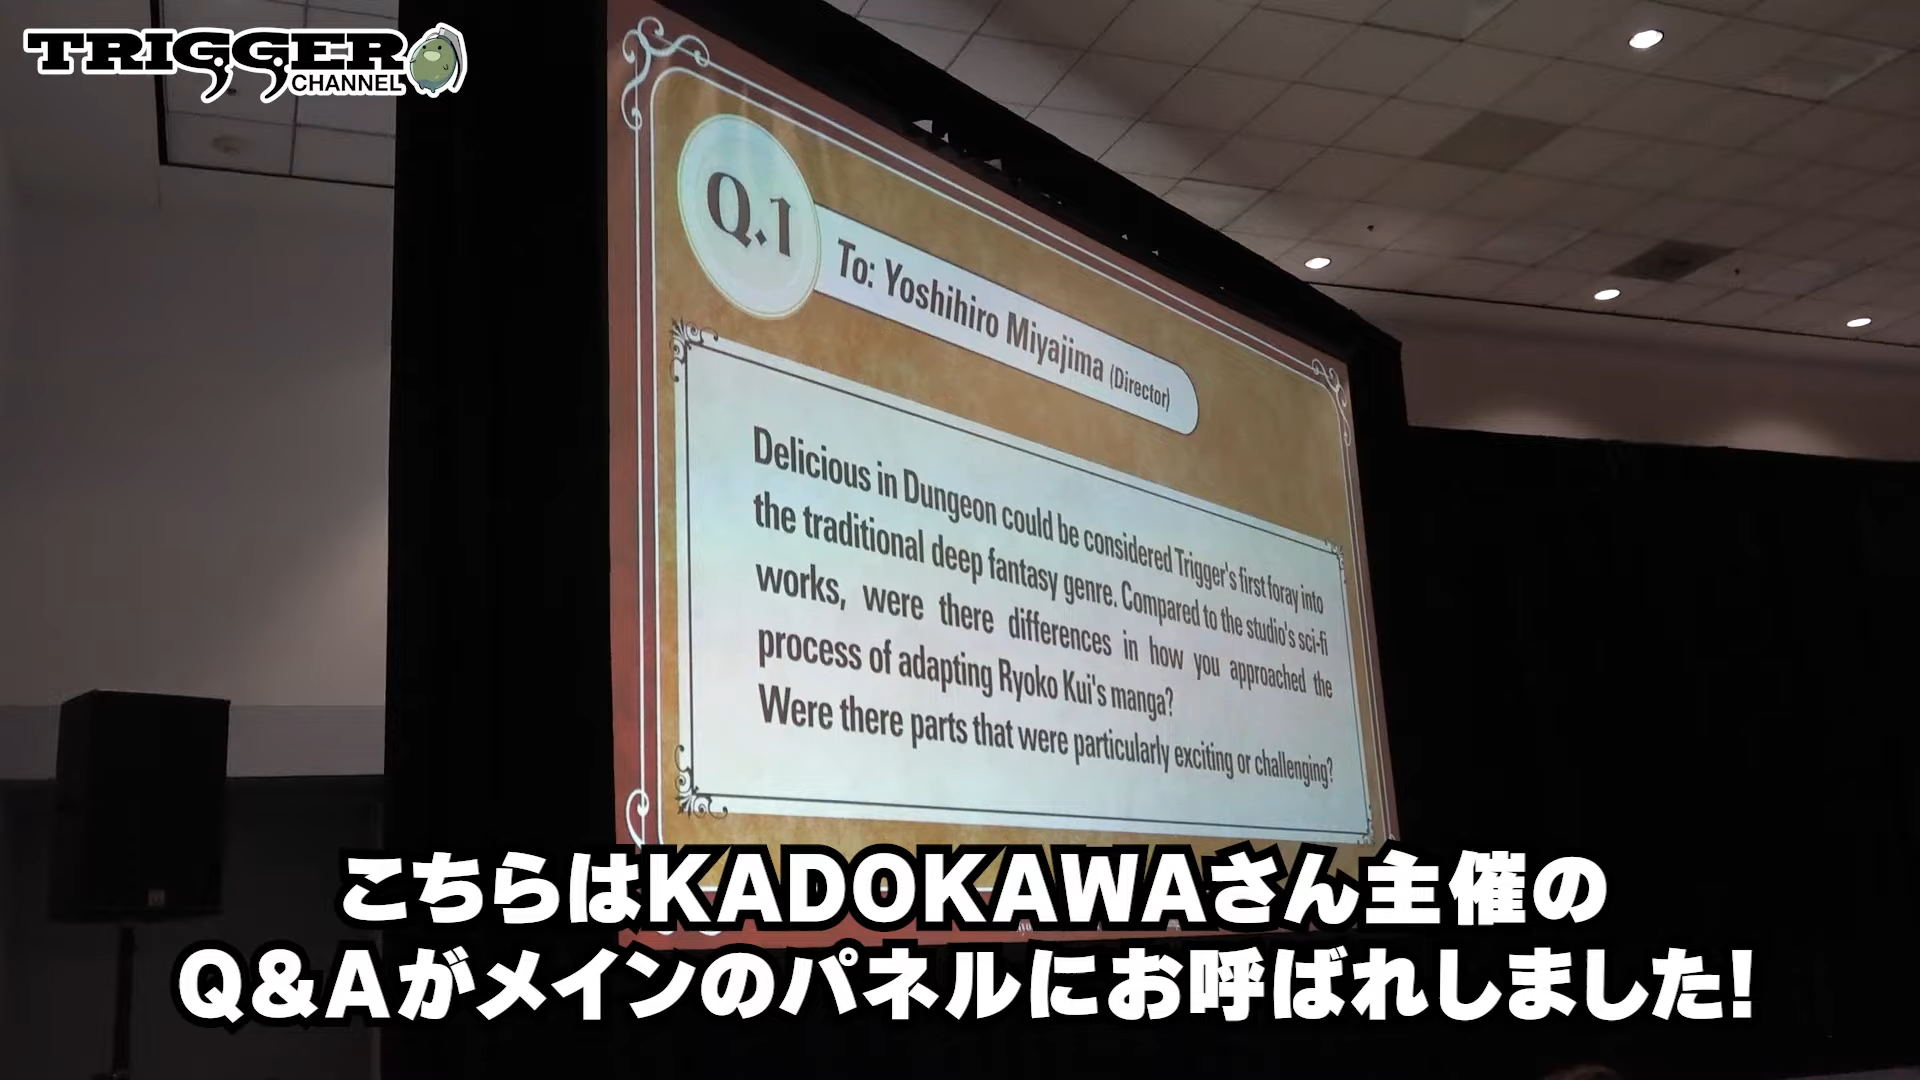 TRIGGER
CHANNEL
Q.1
To: Yoshihiro Miyajima (Director)
Delicious in Dungeon could be considered Trigger's first foray into
the traditional deep fantasy genre. Compared to the studio's sci-fi
works, were there differences in how you approached the
process of adapting Ryoko Kui's manga?
Were there parts that were particularly exciting or challenging?
こちらはKADOKAWAさん主催の
Q&Aがメインのパネルにお呼ばれしました!